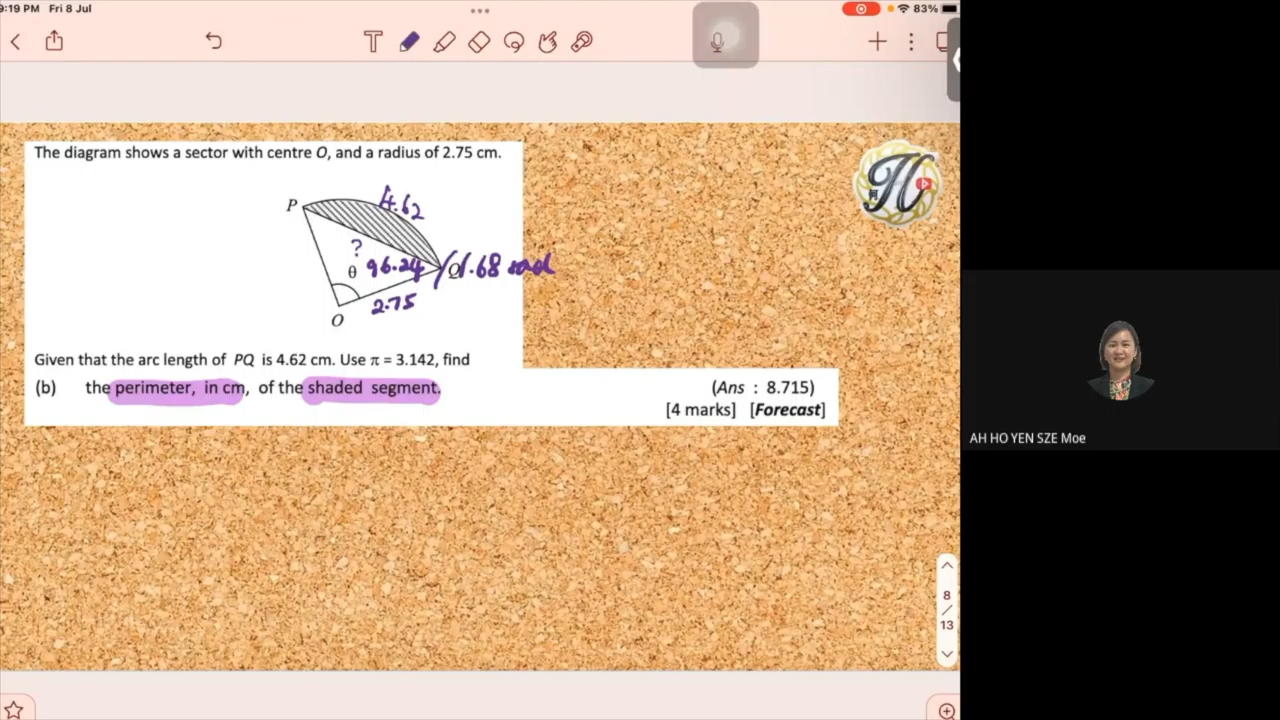 9:19 PM Fri 8 Jul
83%
The diagram shows a sector with centre O, and a radius of 2.75 cm.
P
4.62
?
θ 96.24 / 1.68 rad
Q
2.75
O
Given that the arc length of PQ is 4.62 cm. Use π = 3.142, find
(b) the perimeter, in cm, of the shaded segment.
(Ans : 8.715)
[4 marks] [Forecast]
AH HO YEN SZE Moe
8
/
13